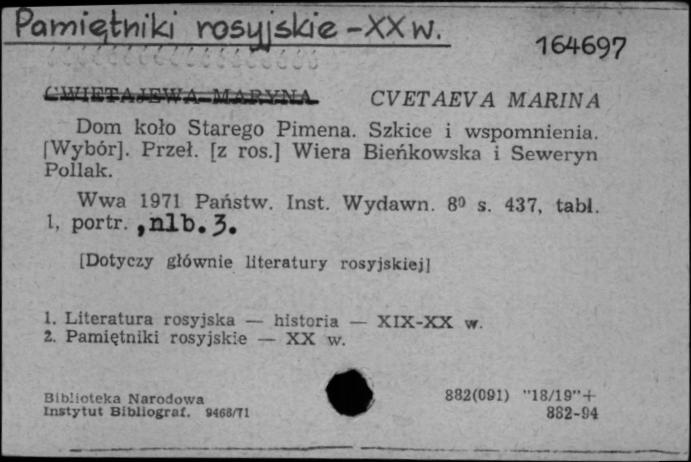 Pamiętniki rosyjskie - XX w.
164697
CWIETAJEWA MARYNA CVETAEVA MARINA
Dom koło Starego Pimena. Szkice i wspomnienia.
[Wybór]. Przeł. [z ros.] Wiera Bieńkowska i Seweryn
Pollak.
Wwa 1971 Państw. Inst. Wydawn. 8⁰ s. 437, tabl.
1, portr. , nlb. 3.
[Dotyczy głównie literatury rosyjskiej]
1. Literatura rosyjska — historia — XIX-XX w.
2. Pamiętniki rosyjskie — XX w.
Biblioteka Narodowa 882(091) "18/19"+
Instytut Bibliograf. 9468/71 882-94